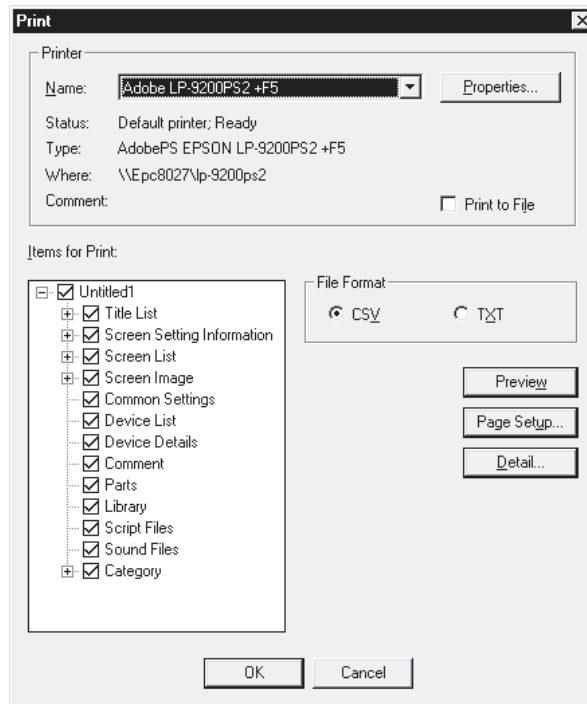 Print
Printer
Name: Adobe LP-9200PS2 +F5 Properties...
Status: Default printer; Ready
Type: AdobePS EPSON LP-9200PS2 +F5
Where: \\Epc8027\lp-9200ps2
Comment: Print to File
Items for Print:
Untitled1
Title List
Screen Setting Information
Screen List
Screen Image
Common Settings
Device List
Device Details
Comment
Parts
Library
Script Files
Sound Files
Category
File Format
CSV TXT
Preview
Page Setup...
Detail...
OK Cancel